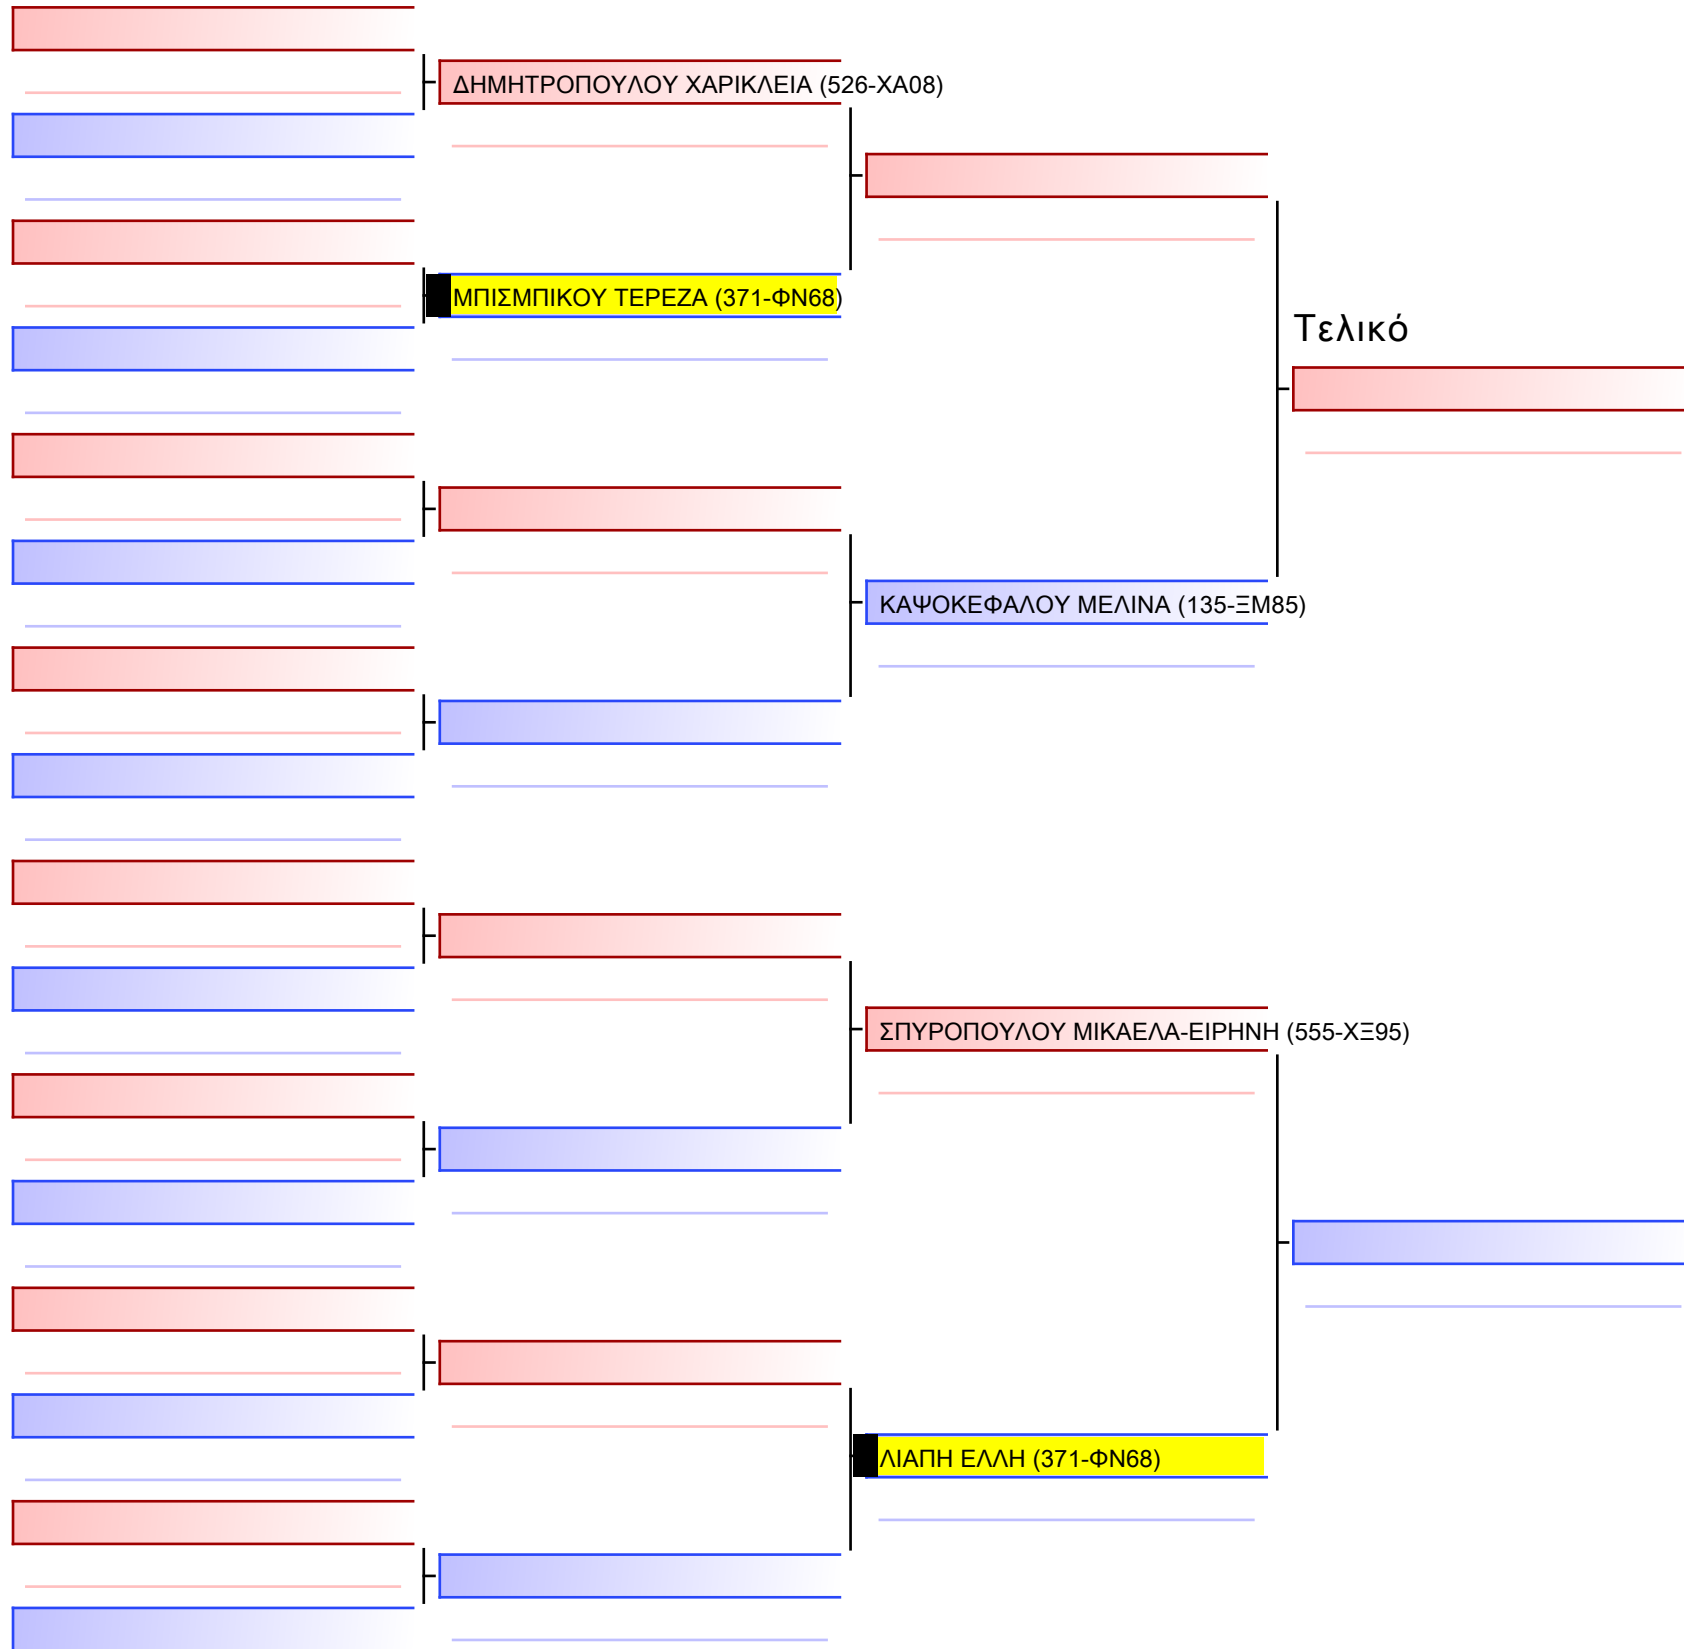 ΔΗΜΗΤΡΟΠΟΥΛΟΥ ΧΑΡΙΚΛΕΙΑ (526-ΧΑ08)
ΜΠΙΣΜΠΙΚΟΥ ΤΕΡΕΖΑ (371-ΦΝ68)
Τελικό
ΚΑΨΟΚΕΦΑΛΟΥ ΜΕΛΙΝΑ (135-ΞΜ85)
ΣΠΥΡΟΠΟΥΛΟΥ ΜΙΚΑΕΛΑ-ΕΙΡΗΝΗ (555-ΧΞ95)
ΛΙΑΠΗ ΕΛΛΗ (371-ΦΝ68)